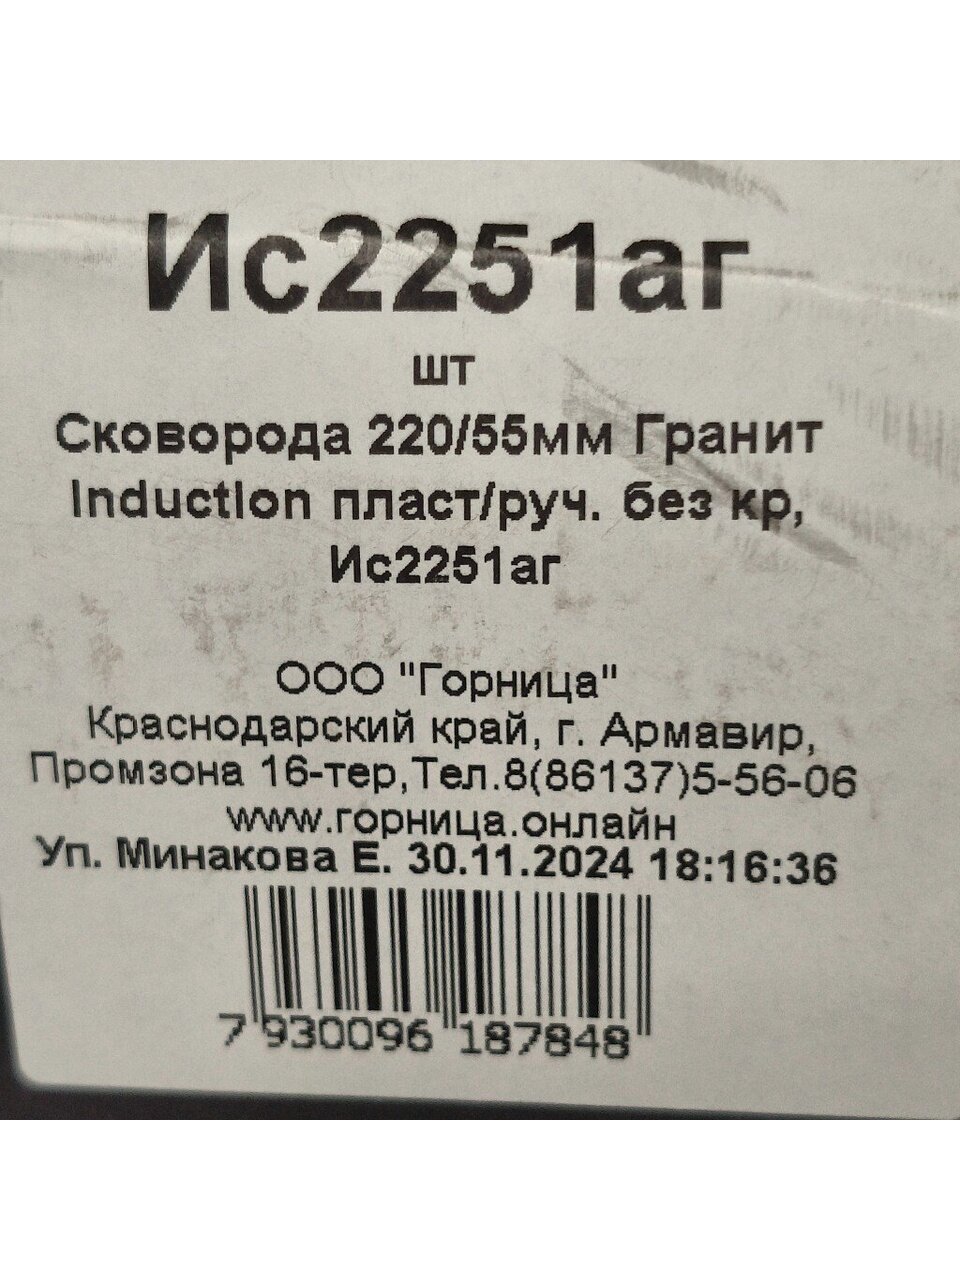 Ис2251аг
шт
Сковорода 220/55мм Гранит
Induction пласт/руч. без кр,
Ис2251аг
ООО "Горница"
Краснодарский край, г. Армавир,
Промзона 16-тер,Тел.8(86137)5-56-06
www.горница.онлайн
Уп. Минакова Е. 30.11.2024 18:16:36
7 930096 187848